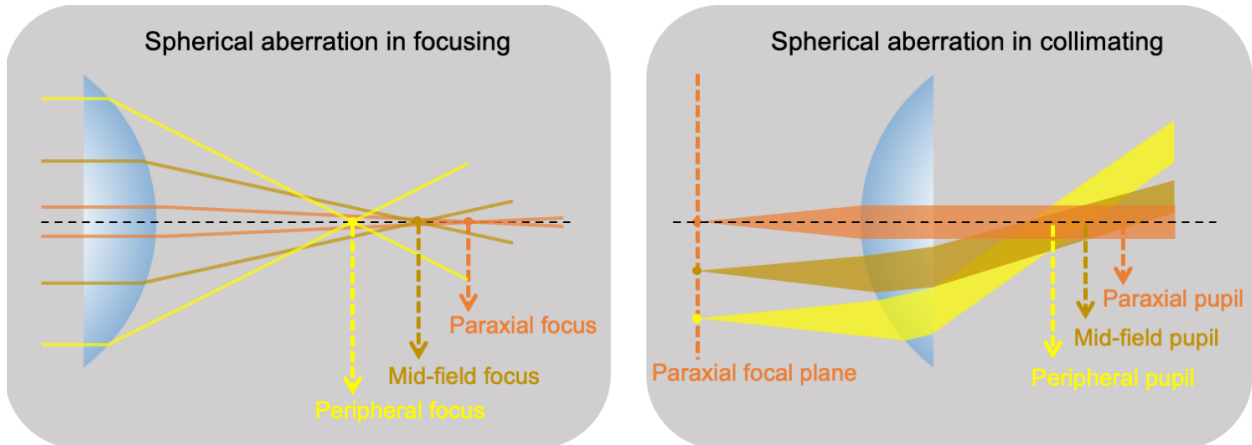 Spherical aberration in focusing
Paraxial focus
Mid-field focus
Peripheral focus
Spherical aberration in collimating
Paraxial pupil
Mid-field pupil
Paraxial focal plane
Peripheral pupil